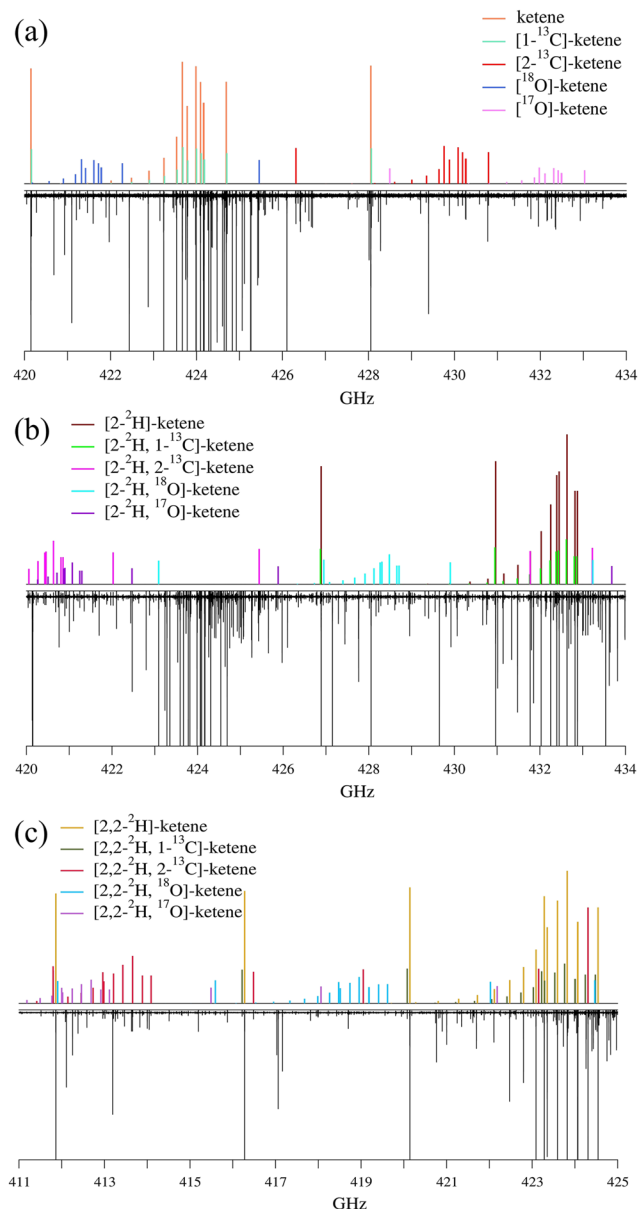 (a)
ketene
[1-¹³C]-ketene
[2-¹³C]-ketene
[¹⁸O]-ketene
[¹⁷O]-ketene
420 422 424 426 428 430 432 434
GHz
(b)
[2-²H]-ketene
[2-²H, 1-¹³C]-ketene
[2-²H, 2-¹³C]-ketene
[2-²H, ¹⁸O]-ketene
[2-²H, ¹⁷O]-ketene
420 422 424 426 428 430 432 434
GHz
(c)
[2,2-²H]-ketene
[2,2-²H, 1-¹³C]-ketene
[2,2-²H, 2-¹³C]-ketene
[2,2-²H, ¹⁸O]-ketene
[2,2-²H, ¹⁷O]-ketene
411 413 415 417 419 421 423 425
GHz